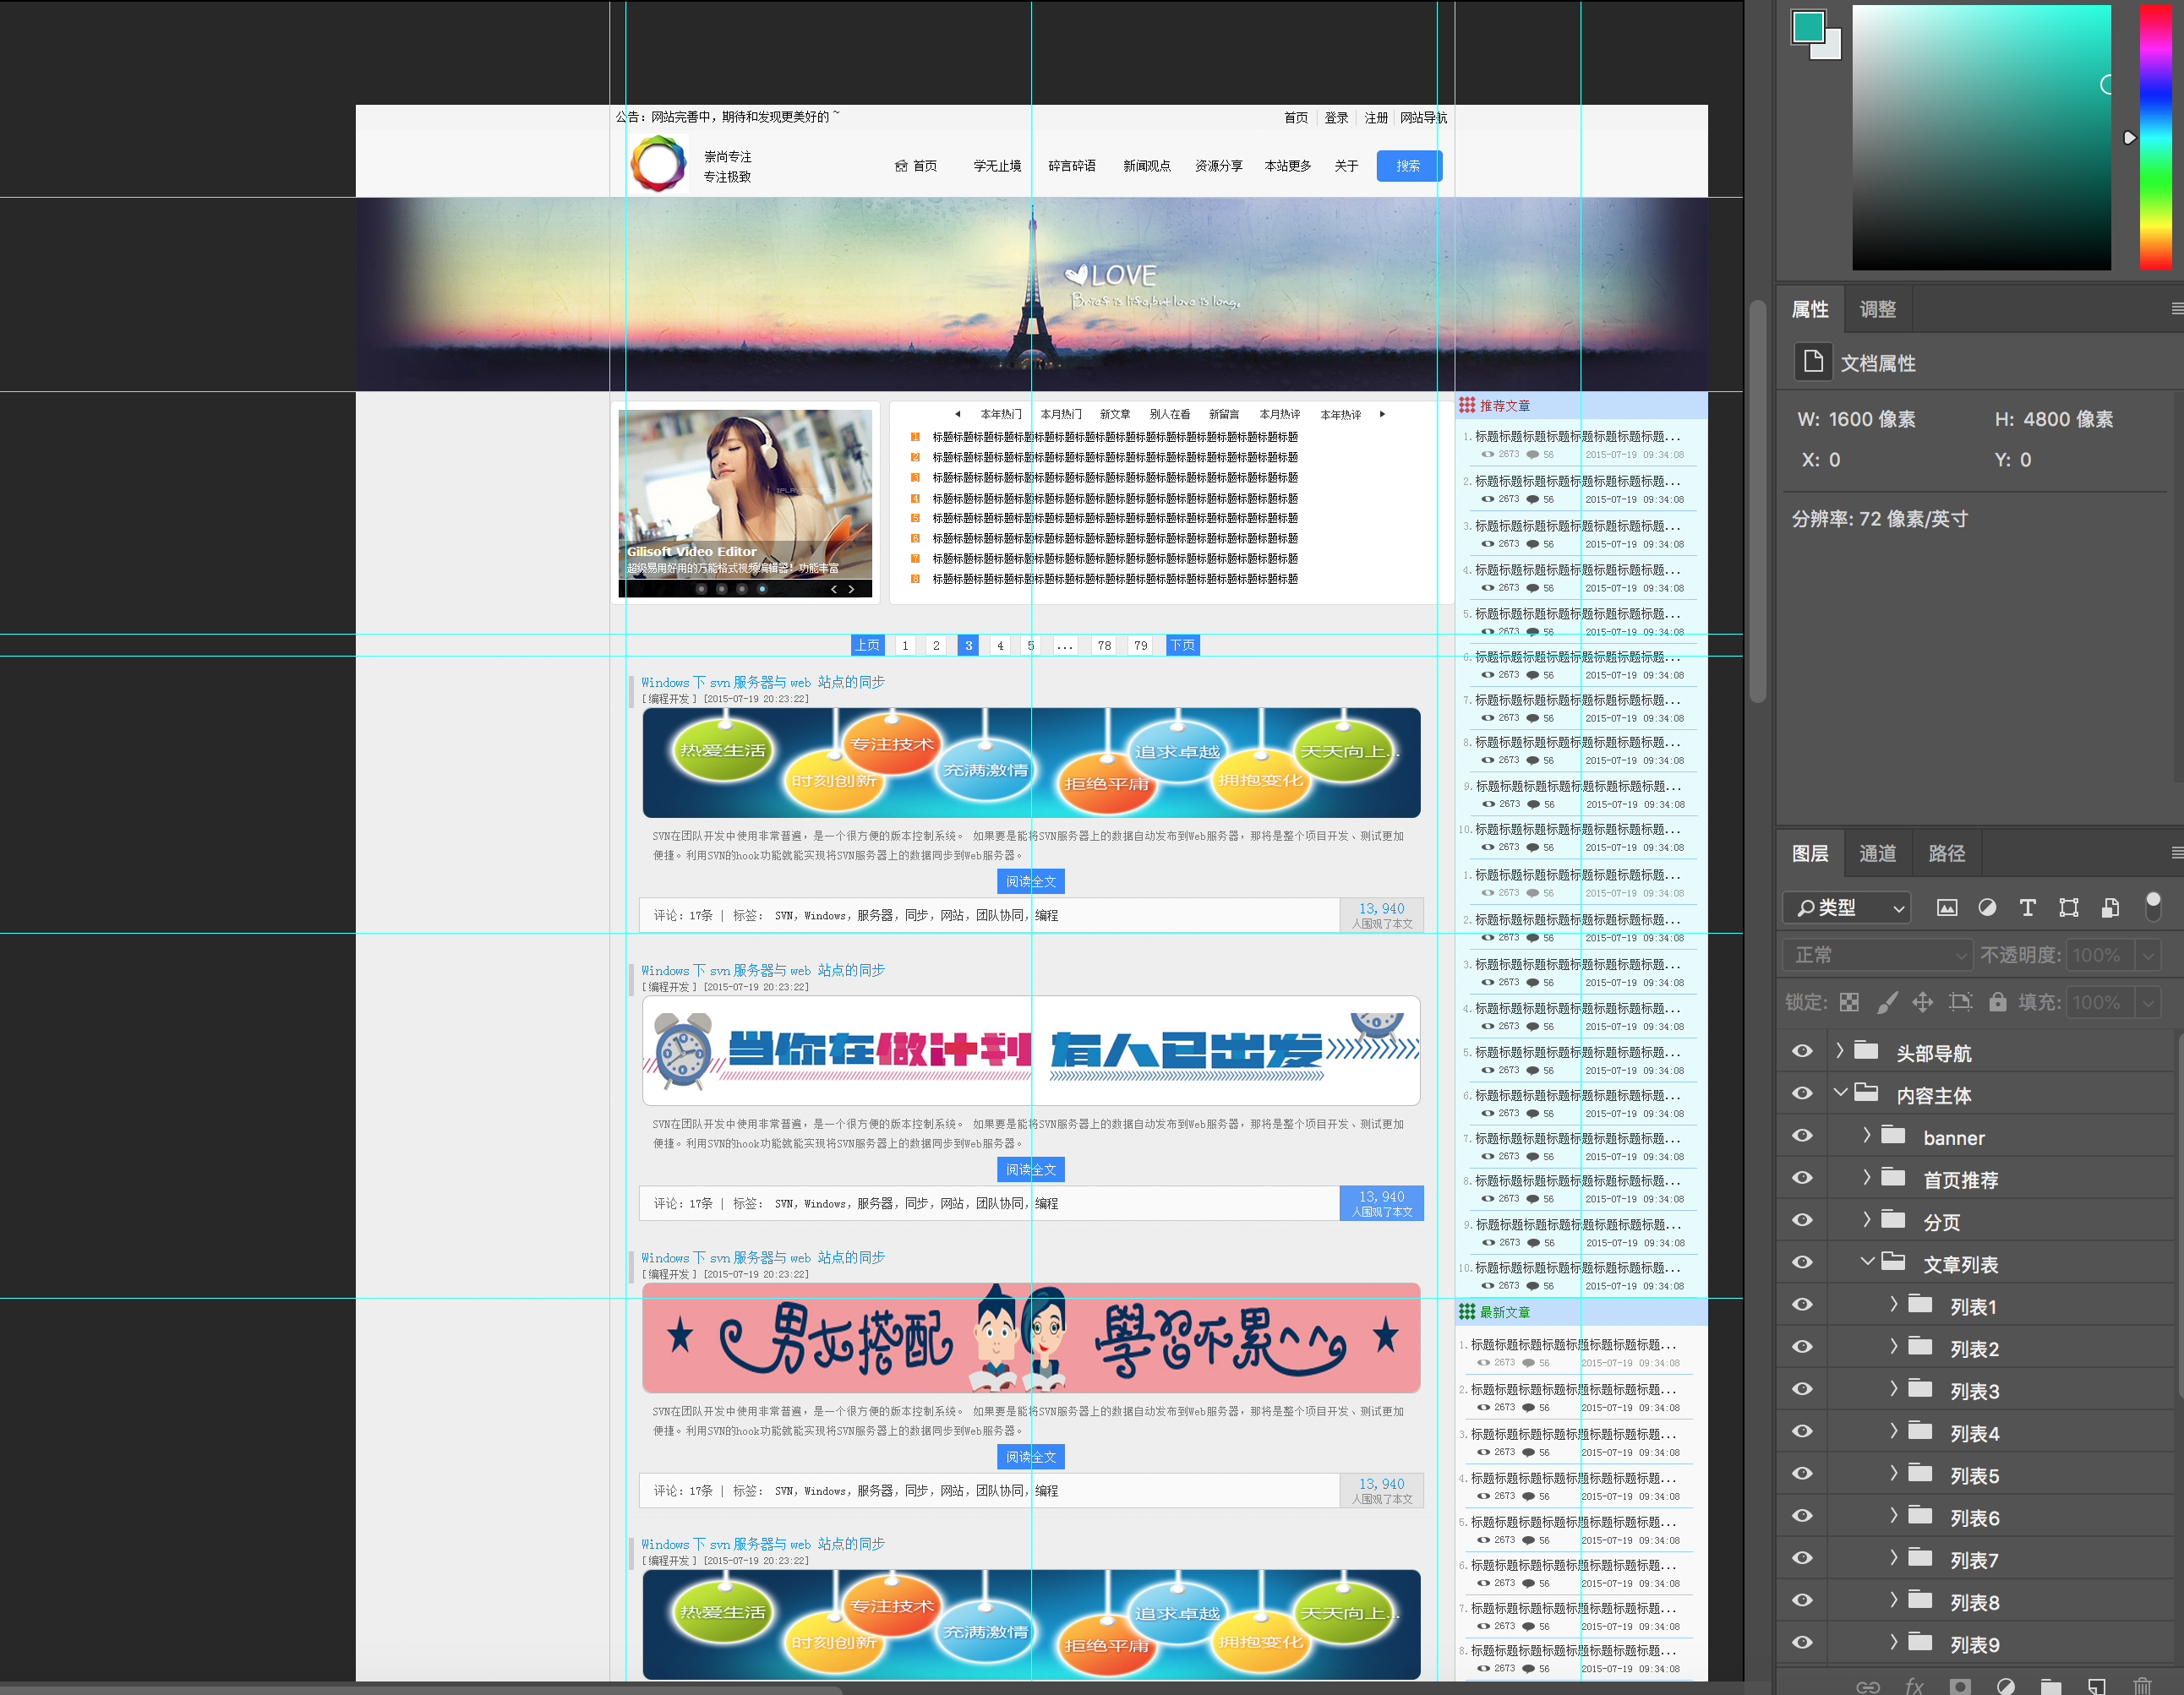 公告：网站完善中，期待和发现更美好的 ~
首页 登录 注册 网站导航
崇尚专注
专注极致
首页 学无止境 碎言碎语 新闻观点 资源分享 本站更多 关于 搜索
LOVE
Brief is life,but love is long。
本年热门 本月热门 新文章 别人在看 新留言 本月热评 本年热评
1 标题标题标题标题标题标题标题标题标题标题标题标题标题标题标题标题标题标题
2 标题标题标题标题标题标题标题标题标题标题标题标题标题标题标题标题标题标题
3 标题标题标题标题标题标题标题标题标题标题标题标题标题标题标题标题标题标题
4 标题标题标题标题标题标题标题标题标题标题标题标题标题标题标题标题标题标题
5 标题标题标题标题标题标题标题标题标题标题标题标题标题标题标题标题标题标题
6 标题标题标题标题标题标题标题标题标题标题标题标题标题标题标题标题标题标题
7 标题标题标题标题标题标题标题标题标题标题标题标题标题标题标题标题标题标题
8 标题标题标题标题标题标题标题标题标题标题标题标题标题标题标题标题标题标题
Gilisoft Video Editor
超级易用好用的万能格式视频编辑器！功能丰富
上页 1 2 3 4 5 ... 78 79 下页
Windows 下 svn 服务器与 web 站点的同步
[ 编程开发 ] [2015-07-19 20:23:22]
热爱生活 时刻创新 专注技术 充满激情 拒绝平庸 追求卓越 拥抱变化 天天向上...
SVN在团队开发中使用非常普遍，是一个很方便的版本控制系统。 如果要是能将SVN服务器上的数据自动发布到Web服务器，那将是整个项目开发、测试更加
便捷。利用SVN的hook功能就能实现将SVN服务器上的数据同步到Web服务器。
阅读全文
评论：17条 | 标签： SVN，Windows，服务器，同步，网站，团队协同，编程
13,940
人围观了本文
Windows 下 svn 服务器与 web 站点的同步
[ 编程开发 ] [2015-07-19 20:23:22]
当你在做计划 有人已出发
SVN在团队开发中使用非常普遍，是一个很方便的版本控制系统。 如果要是能将SVN服务器上的数据自动发布到Web服务器，那将是整个项目开发、测试更加
便捷。利用SVN的hook功能就能实现将SVN服务器上的数据同步到Web服务器。
阅读全文
评论：17条 | 标签： SVN，Windows，服务器，同步，网站，团队协同，编程
13,940
人围观了本文
Windows 下 svn 服务器与 web 站点的同步
[ 编程开发 ] [2015-07-19 20:23:22]
男女搭配 學習不累^^
SVN在团队开发中使用非常普遍，是一个很方便的版本控制系统。 如果要是能将SVN服务器上的数据自动发布到Web服务器，那将是整个项目开发、测试更加
便捷。利用SVN的hook功能就能实现将SVN服务器上的数据同步到Web服务器。
阅读全文
评论：17条 | 标签： SVN，Windows，服务器，同步，网站，团队协同，编程
13,940
人围观了本文
Windows 下 svn 服务器与 web 站点的同步
[ 编程开发 ] [2015-07-19 20:23:22]
热爱生活 时刻创新 专注技术 充满激情 拒绝平庸 追求卓越 拥抱变化 天天向上...
推荐文章
1. 标题标题标题标题标题标题标题标题...
2673 56 2015-07-19 09:34:08
2. 标题标题标题标题标题标题标题标题...
2673 56 2015-07-19 09:34:08
3. 标题标题标题标题标题标题标题标题...
2673 56 2015-07-19 09:34:08
4. 标题标题标题标题标题标题标题标题...
2673 56 2015-07-19 09:34:08
5. 标题标题标题标题标题标题标题标题...
2673 56 2015-07-19 09:34:08
6. 标题标题标题标题标题标题标题标题...
2673 56 2015-07-19 09:34:08
7. 标题标题标题标题标题标题标题标题...
2673 56 2015-07-19 09:34:08
8. 标题标题标题标题标题标题标题标题...
2673 56 2015-07-19 09:34:08
9. 标题标题标题标题标题标题标题标题...
2673 56 2015-07-19 09:34:08
10. 标题标题标题标题标题标题标题标题...
2673 56 2015-07-19 09:34:08
1. 标题标题标题标题标题标题标题标题...
2673 56 2015-07-19 09:34:08
2. 标题标题标题标题标题标题标题标题...
2673 56 2015-07-19 09:34:08
3. 标题标题标题标题标题标题标题标题...
2673 56 2015-07-19 09:34:08
4. 标题标题标题标题标题标题标题标题...
2673 56 2015-07-19 09:34:08
5. 标题标题标题标题标题标题标题标题...
2673 56 2015-07-19 09:34:08
6. 标题标题标题标题标题标题标题标题...
2673 56 2015-07-19 09:34:08
7. 标题标题标题标题标题标题标题标题...
2673 56 2015-07-19 09:34:08
8. 标题标题标题标题标题标题标题标题...
2673 56 2015-07-19 09:34:08
9. 标题标题标题标题标题标题标题标题...
2673 56 2015-07-19 09:34:08
10. 标题标题标题标题标题标题标题标题...
2673 56 2015-07-19 09:34:08
最新文章
1. 标题标题标题标题标题标题标题标题...
2673 56 2015-07-19 09:34:08
2. 标题标题标题标题标题标题标题标题...
2673 56 2015-07-19 09:34:08
3. 标题标题标题标题标题标题标题标题...
2673 56 2015-07-19 09:34:08
4. 标题标题标题标题标题标题标题标题...
2673 56 2015-07-19 09:34:08
5. 标题标题标题标题标题标题标题标题...
2673 56 2015-07-19 09:34:08
6. 标题标题标题标题标题标题标题标题...
2673 56 2015-07-19 09:34:08
7. 标题标题标题标题标题标题标题标题...
2673 56 2015-07-19 09:34:08
8. 标题标题标题标题标题标题标题标题...
2673 56 2015-07-19 09:34:08
属性 调整
文档属性
W: 1600 像素 H: 4800 像素
X: 0 Y: 0
分辨率: 72 像素/英寸
图层 通道 路径
类型
正常 不透明度: 100%
锁定: 填充: 100%
头部导航
内容主体
banner
首页推荐
分页
文章列表
列表1
列表2
列表3
列表4
列表5
列表6
列表7
列表8
列表9
fx